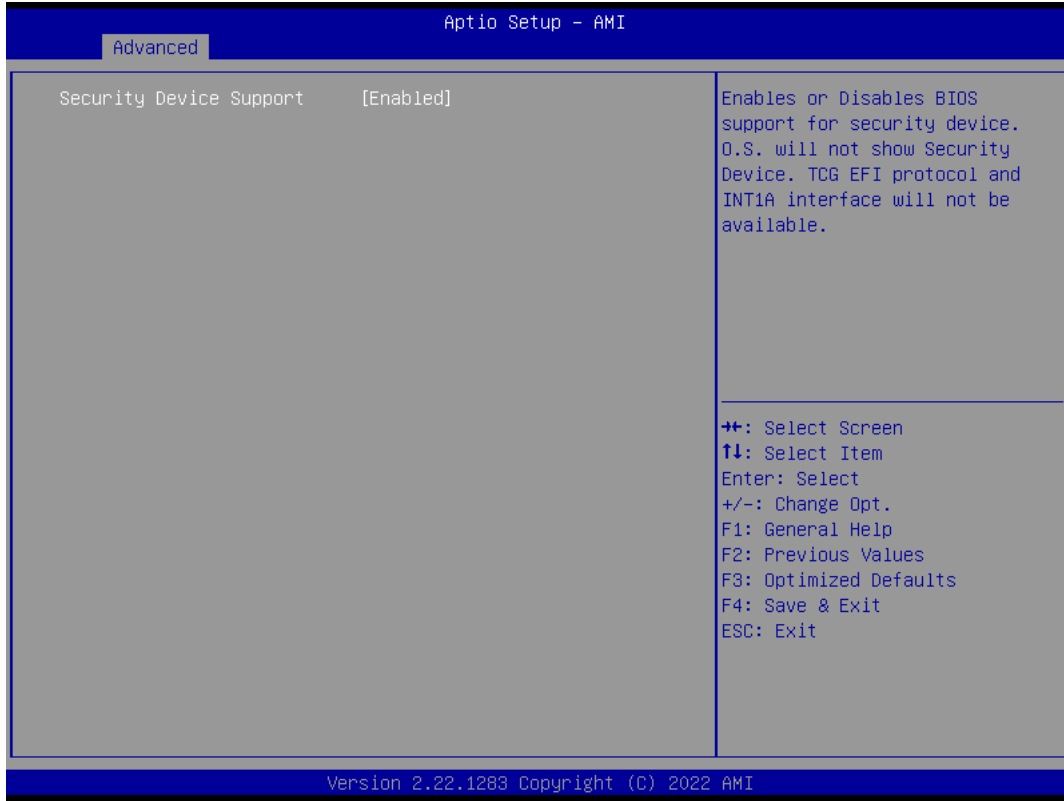 Aptio Setup – AMI
Advanced
Security Device Support [Enabled]
Enables or Disables BIOS
support for security device.
O.S. will not show Security
Device. TCG EFI protocol and
INT1A interface will not be
available.
→←: Select Screen
↑↓: Select Item
Enter: Select
+/-: Change Opt.
F1: General Help
F2: Previous Values
F3: Optimized Defaults
F4: Save & Exit
ESC: Exit
Version 2.22.1283 Copyright (C) 2022 AMI